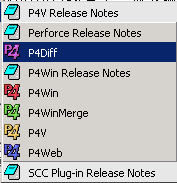 P4V Release Notes
Perforce Release Notes
P4Diff
P4Win Release Notes
P4Win
P4WinMerge
P4V
P4Web
SCC Plug-in Release Notes